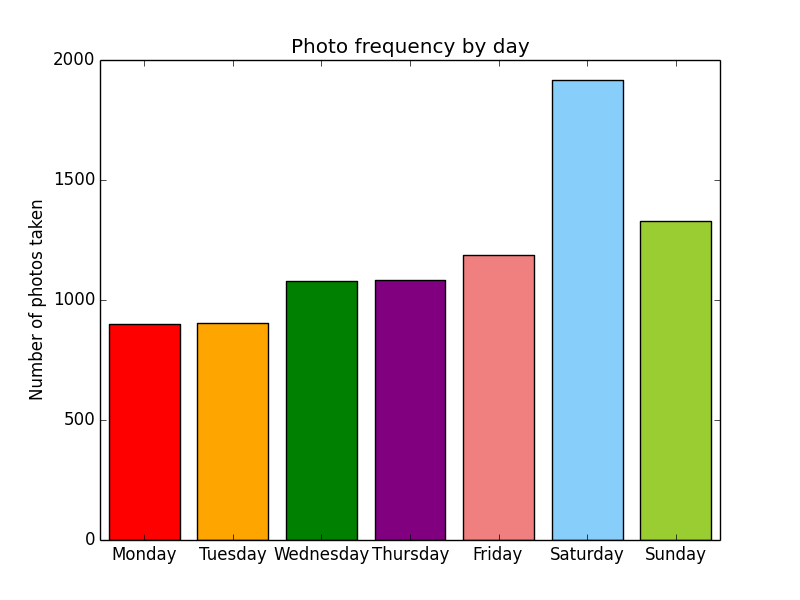 Photo frequency by day
Number of photos taken
2000
1500
1000
500
0
Monday Tuesday Wednesday Thursday Friday Saturday Sunday